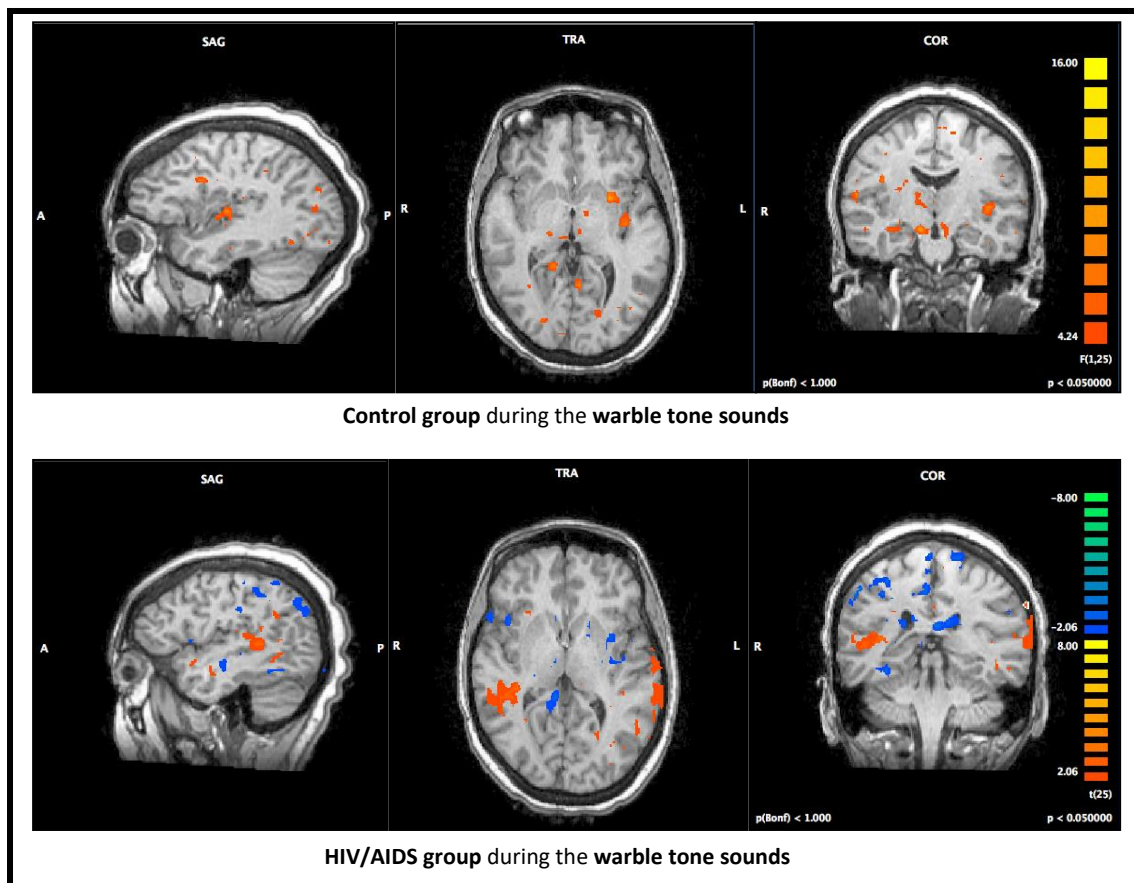 SAG
TRA
COR
16.00
A
P
R
L
R
4.24
F(1,25)
p(Bonf) < 1.000
p < 0.050000
Control group during the warble tone sounds
SAG
TRA
COR
-8.00
-2.06
8.00
A
P
R
L
R
2.06
t(25)
p(Bonf) < 1.000
p < 0.050000
HIV/AIDS group during the warble tone sounds